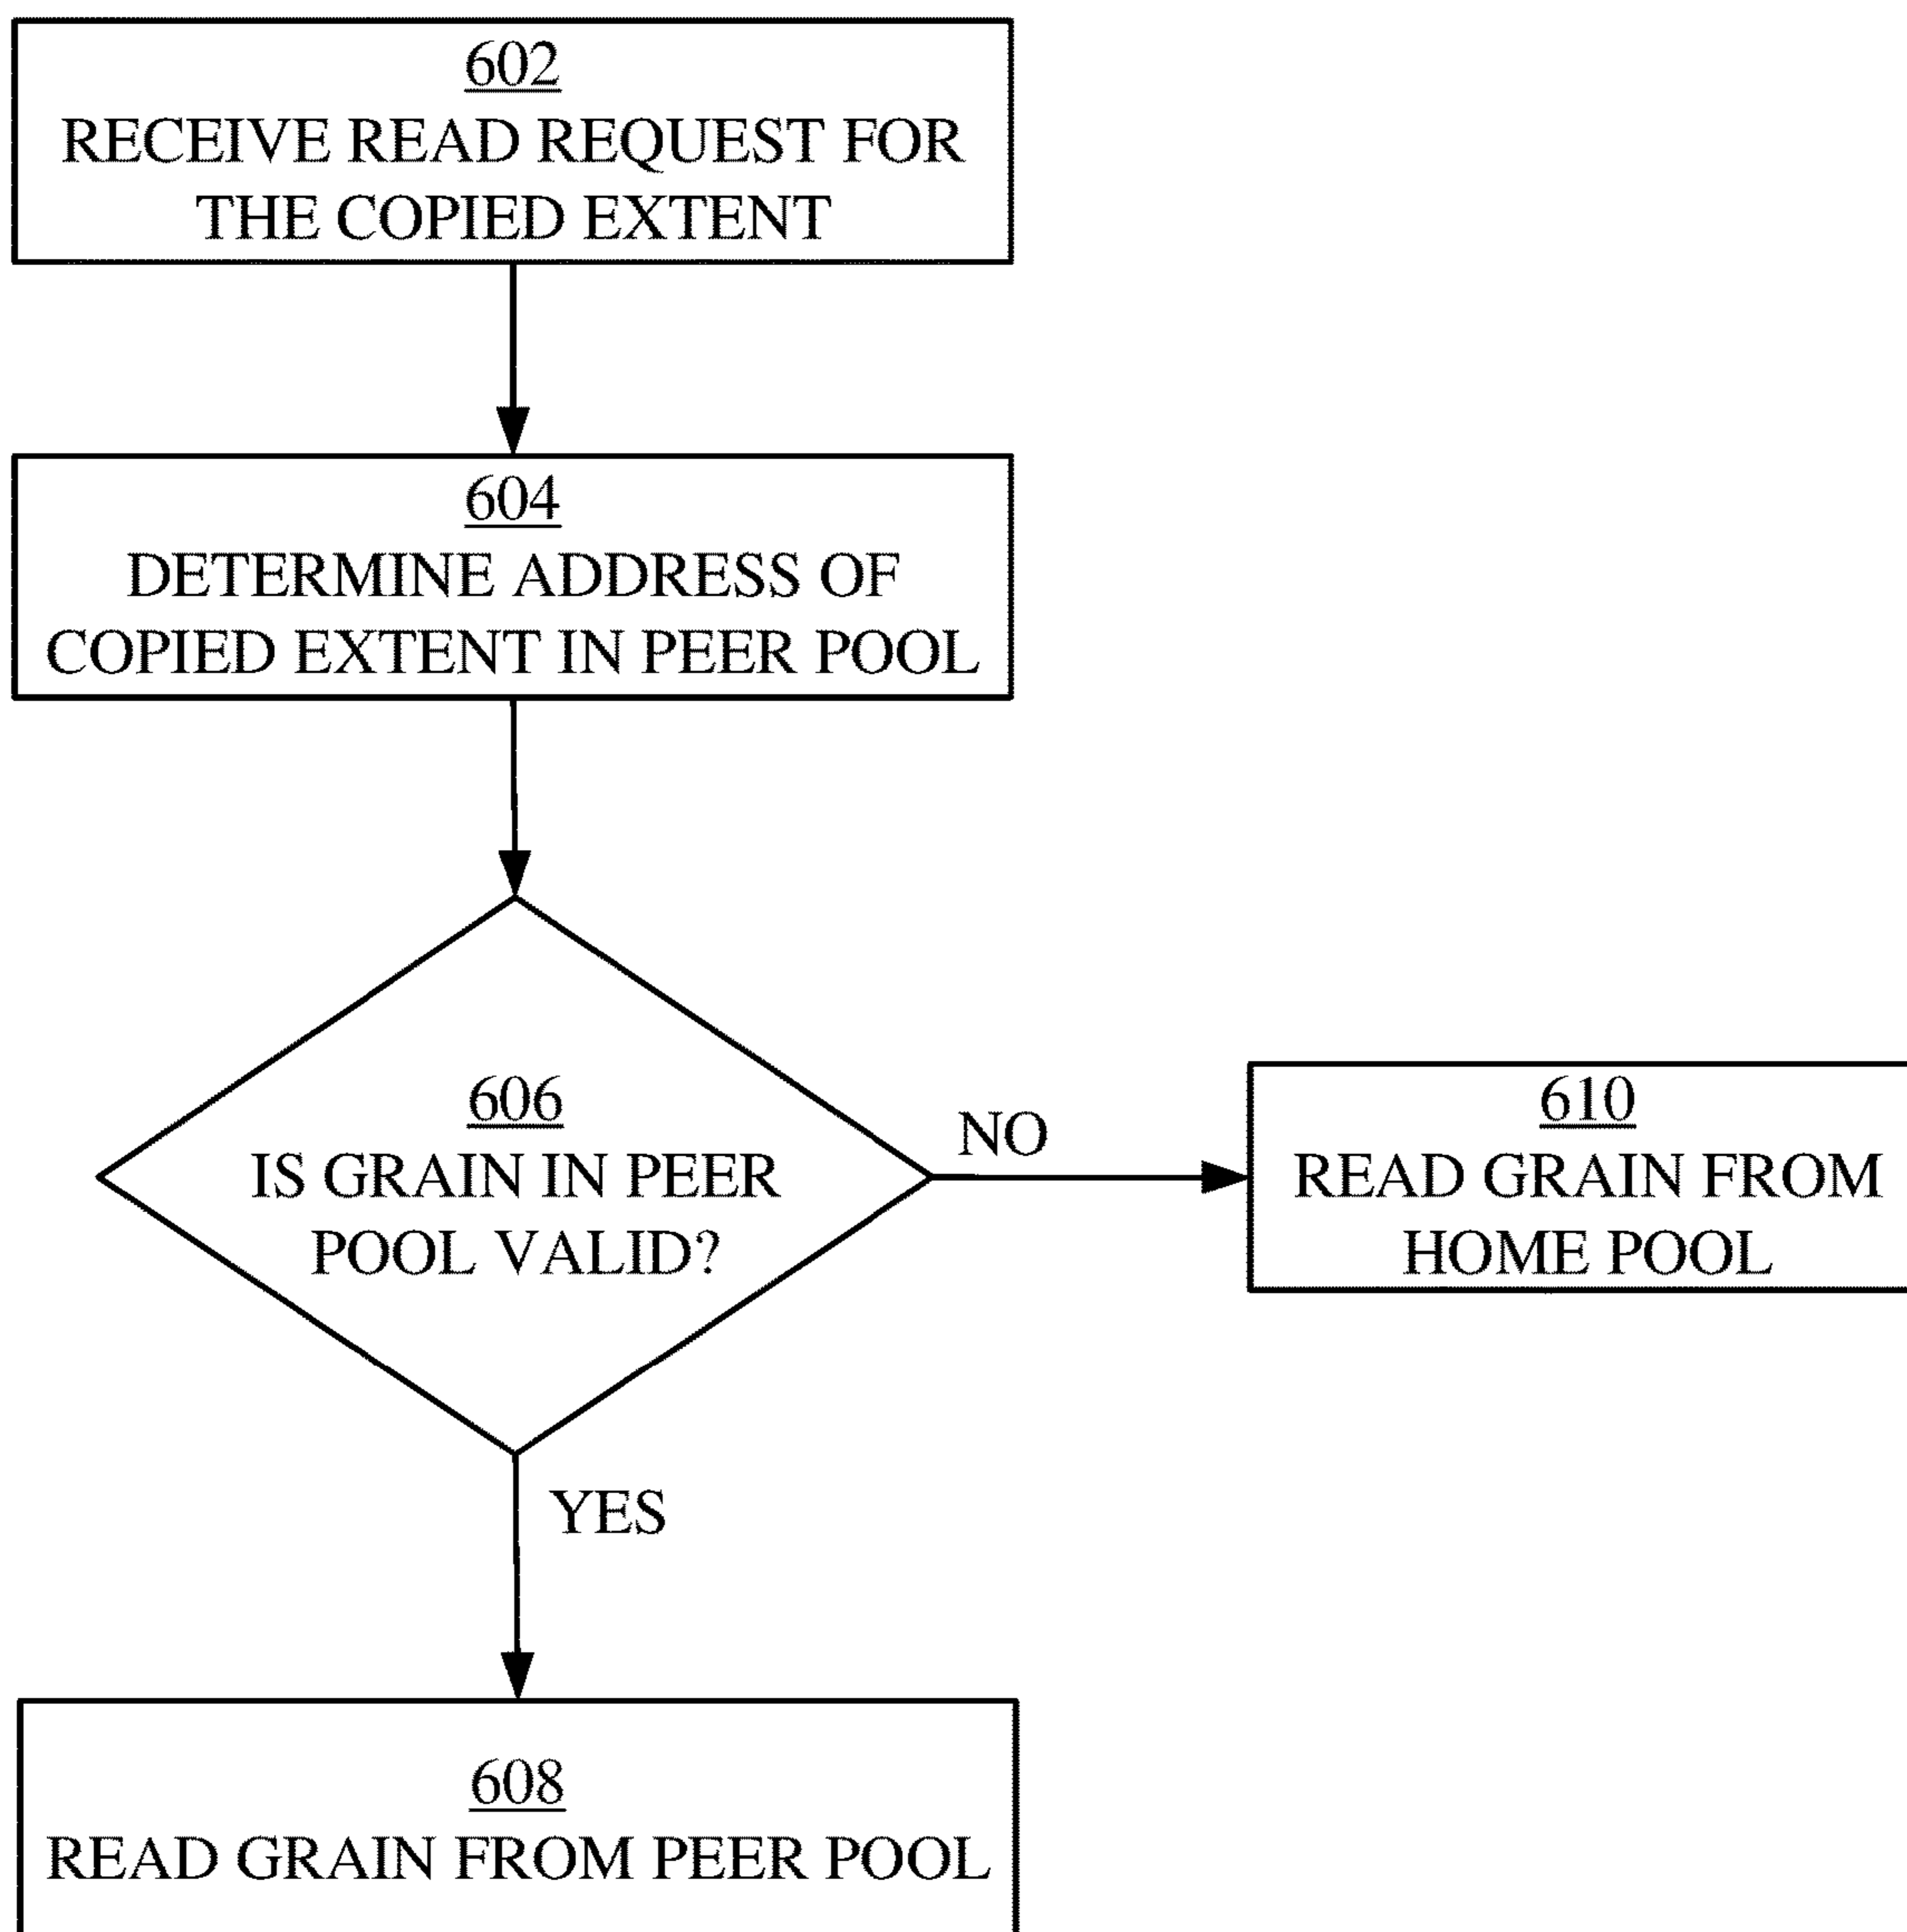 602
RECEIVE READ REQUEST FOR
THE COPIED EXTENT
604
DETERMINE ADDRESS OF
COPIED EXTENT IN PEER POOL
606
IS GRAIN IN PEER
POOL VALID?
NO
610
READ GRAIN FROM
HOME POOL
YES
608
READ GRAIN FROM PEER POOL